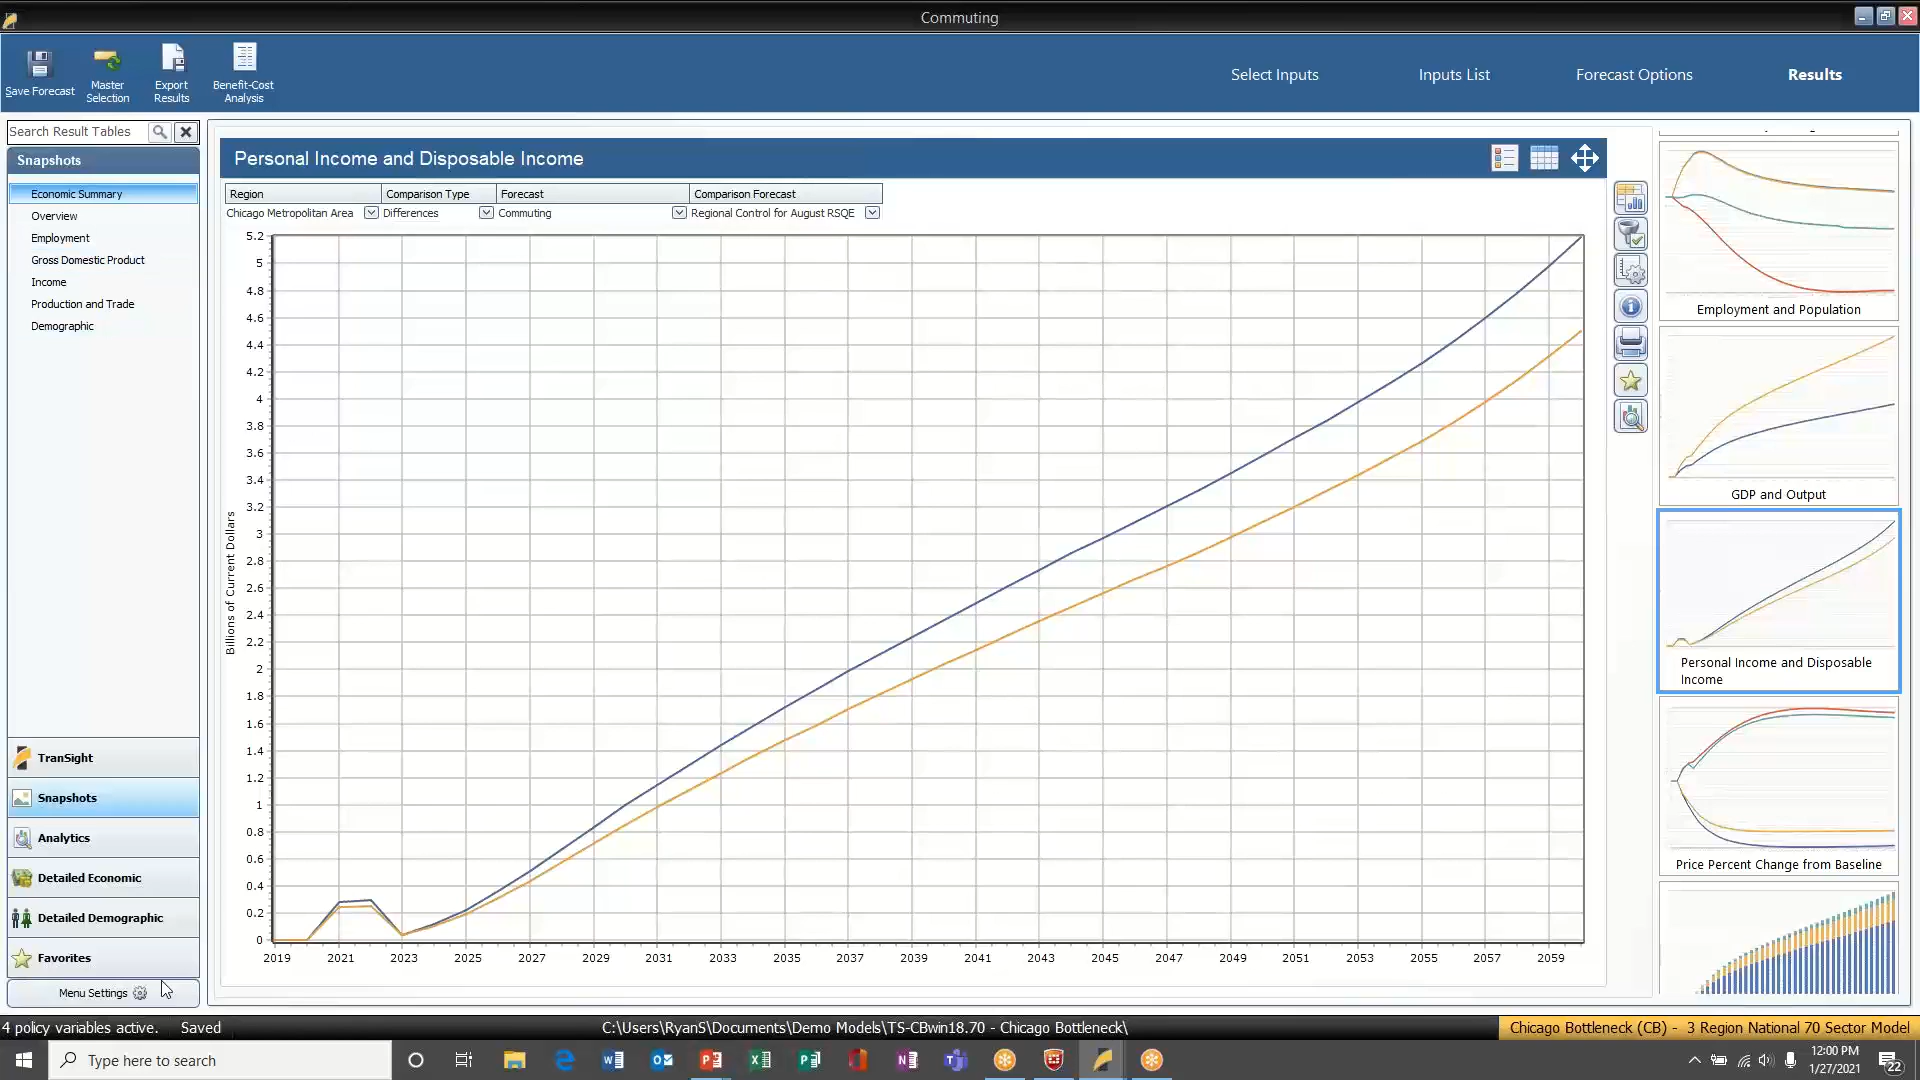 Commuting
Save Forecast
Master Selection
Export Results
Benefit-Cost Analysis
Select Inputs
Inputs List
Forecast Options
Results
Search Result Tables
Snapshots
Economic Summary
Overview
Employment
Gross Domestic Product
Income
Production and Trade
Demographic
TranSight
Snapshots
Analytics
Detailed Economic
Detailed Demographic
Favorites
Menu Settings
Personal Income and Disposable Income
Region Comparison Type Forecast Comparison Forecast
Chicago Metropolitan Area Differences Commuting Regional Control for August RSQE
Billions of Current Dollars
5.2
5
4.8
4.6
4.4
4.2
4
3.8
3.6
3.4
3.2
3
2.8
2.6
2.4
2.2
2
1.8
1.6
1.4
1.2
1
0.8
0.6
0.4
0.2
0
2019 2021 2023 2025 2027 2029 2031 2033 2035 2037 2039 2041 2043 2045 2047 2049 2051 2053 2055 2057 2059
Employment and Population
GDP and Output
Personal Income and Disposable
Income
Price Percent Change from Baseline
4 policy variables active. Saved
C:\Users\RyanS\Documents\Demo Models\TS-CBwin18.70 - Chicago Bottleneck\
Chicago Bottleneck (CB) - 3 Region National 70 Sector Model
Type here to search
12:00 PM
1/27/2021
22